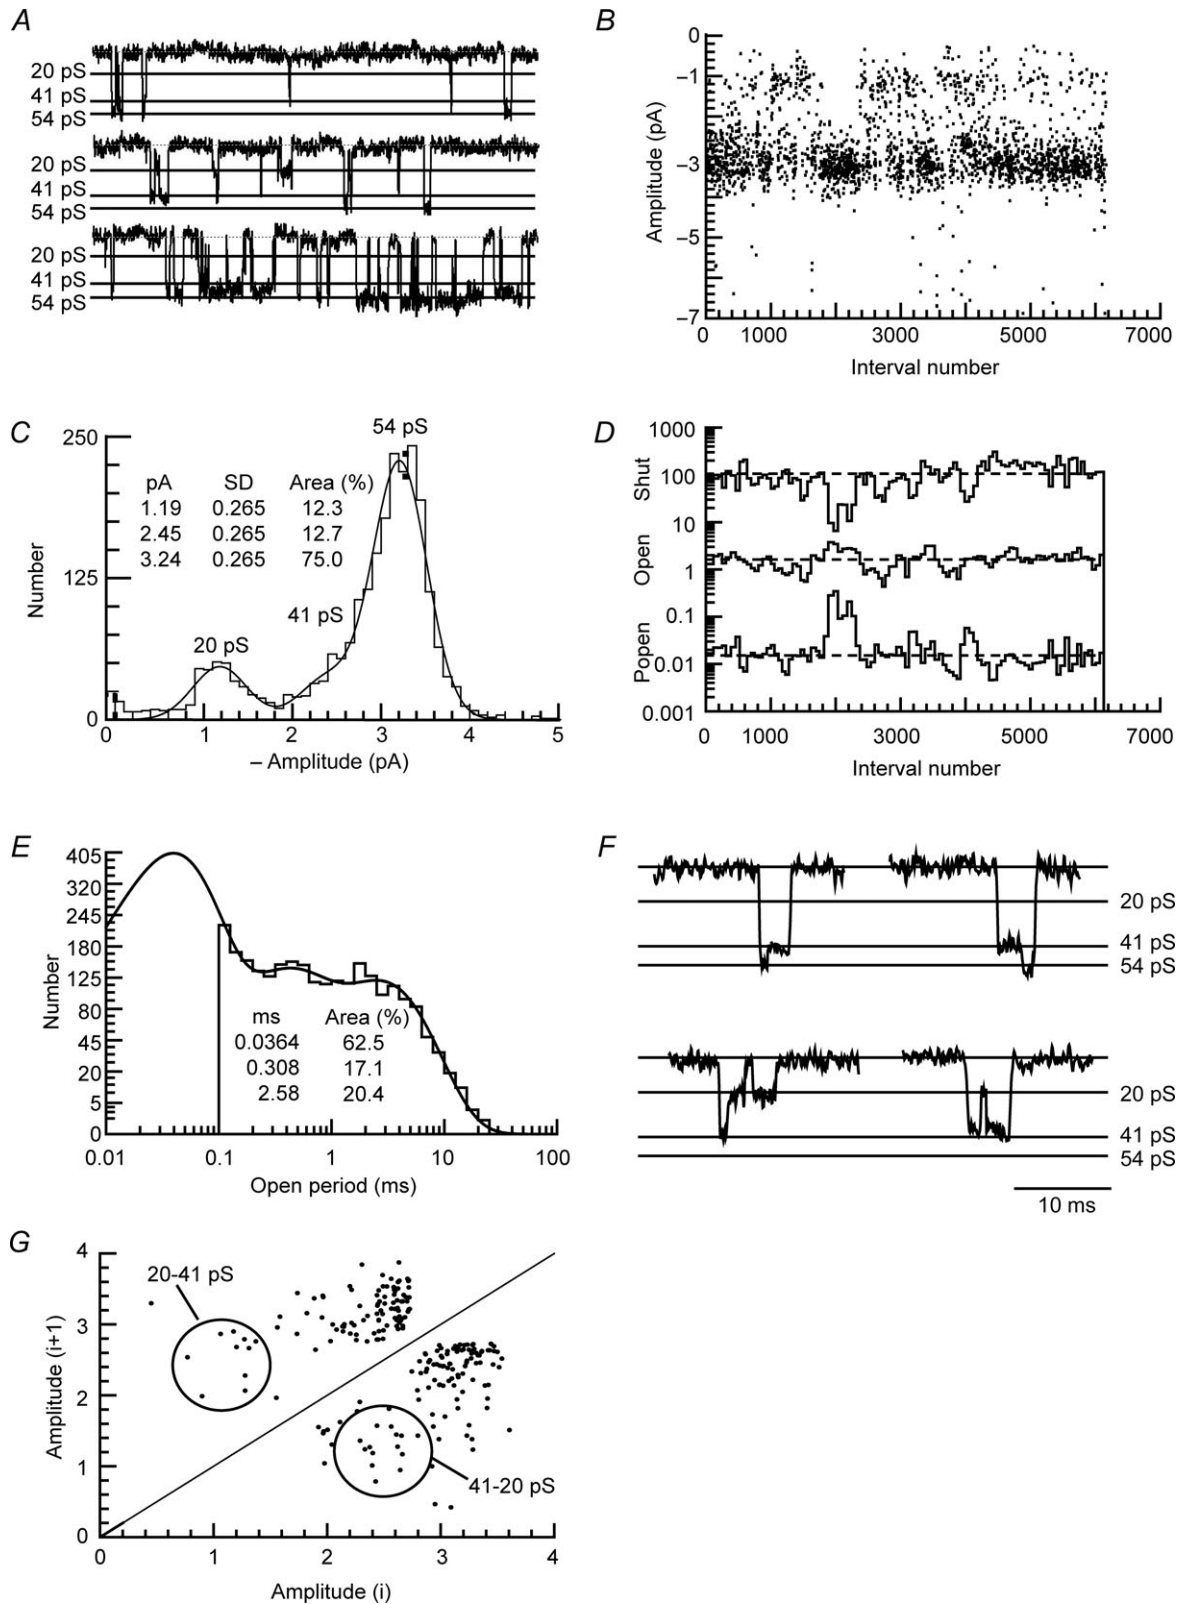 A
20 pS
41 pS
54 pS
20 pS
41 pS
54 pS
20 pS
41 pS
54 pS
B
Amplitude (pA)
0
–1
–3
–5
–7
0 1000 3000 5000 7000
Interval number
C
Number
250
125
0
54 pS
41 pS
20 pS
pA SD Area (%)
1.19 0.265 12.3
2.45 0.265 12.7
3.24 0.265 75.0
0 1 2 3 4 5
– Amplitude (pA)
D
Popen Open Shut
1000
100
10
1
0.1
0.01
0.001
0 1000 3000 5000 7000
Interval number
E
Number
405
320
245
180
125
80
45
20
5
0
ms Area (%)
0.0364 62.5
0.308 17.1
2.58 20.4
0.01 0.1 1 10 100
Open period (ms)
F
20 pS
41 pS
54 pS
20 pS
41 pS
54 pS
10 ms
G
Amplitude (i+1)
4
3
2
1
0
20-41 pS
41-20 pS
0 1 2 3 4
Amplitude (i)